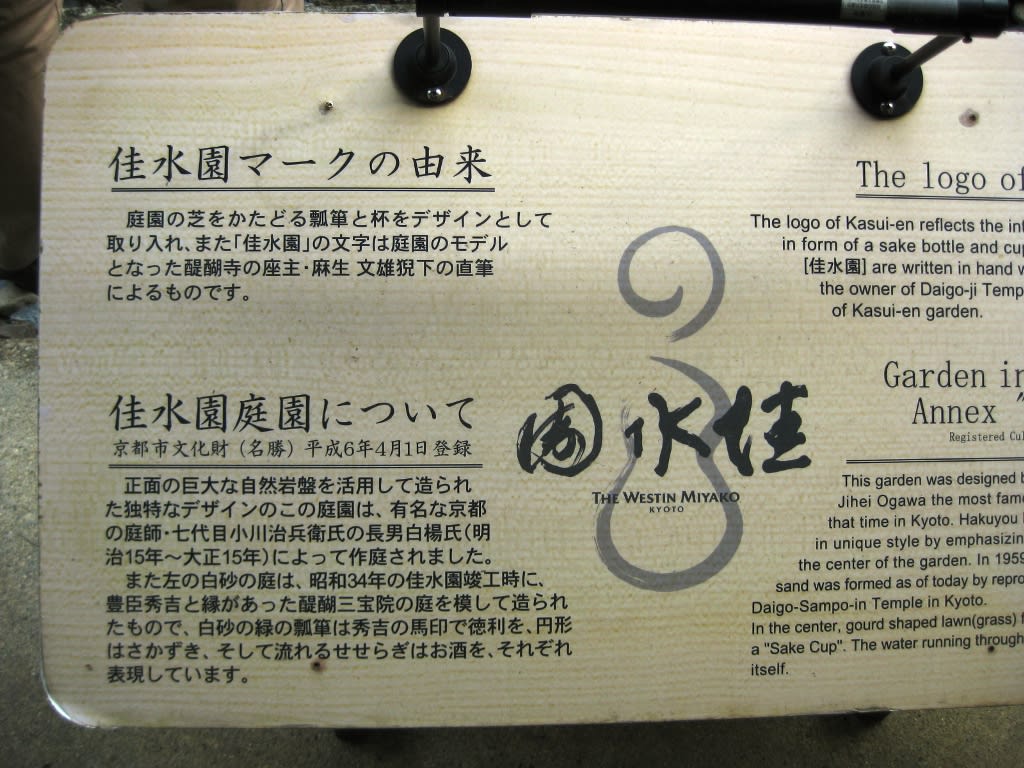 佳水園マークの由来
庭園の芝をかたどる瓢箪と杯をデザインとして
取り入れ、また「佳水園」の文字は庭園のモデル
となった醍醐寺の座主・麻生 文雄猊下の直筆
によるものです。
佳水園庭園について
京都市文化財（名勝）平成6年4月1日登録
正面の巨大な自然岩盤を活用して造られ
た独特なデザインのこの庭園は、有名な京都
の庭師・七代目小川治兵衛氏の長男白楊氏(明
治15年〜大正15年)によって作庭されました。
また左の白砂の庭は、昭和34年の佳水園竣工時に、
豊臣秀吉と縁があった醍醐三宝院の庭を模して造られ
たもので、白砂の緑の瓢箪は秀吉の馬印で徳利を、円形
はさかずき、そして流れるせせらぎはお酒を、それぞれ
表現しています。
佳水園
THE WESTIN MIYAKO
KYOTO
The logo of
The logo of Kasui-en reflects the
in form of a sake bottle and cup
[佳水園] are written in hand
the owner of Daigo-ji
of Kasui-en garden.
Garden in
Annex "
Registered
This garden was designed
Jihei Ogawa the most
that time in Kyoto. Hakuyou
in unique style by emphasizing
the center of the garden. In 1959
sand was formed as of today by
Daigo-Sampo-in Temple in Kyoto.
In the center, gourd shaped lawn(grass)
a "Sake Cup". The water running through
itself.